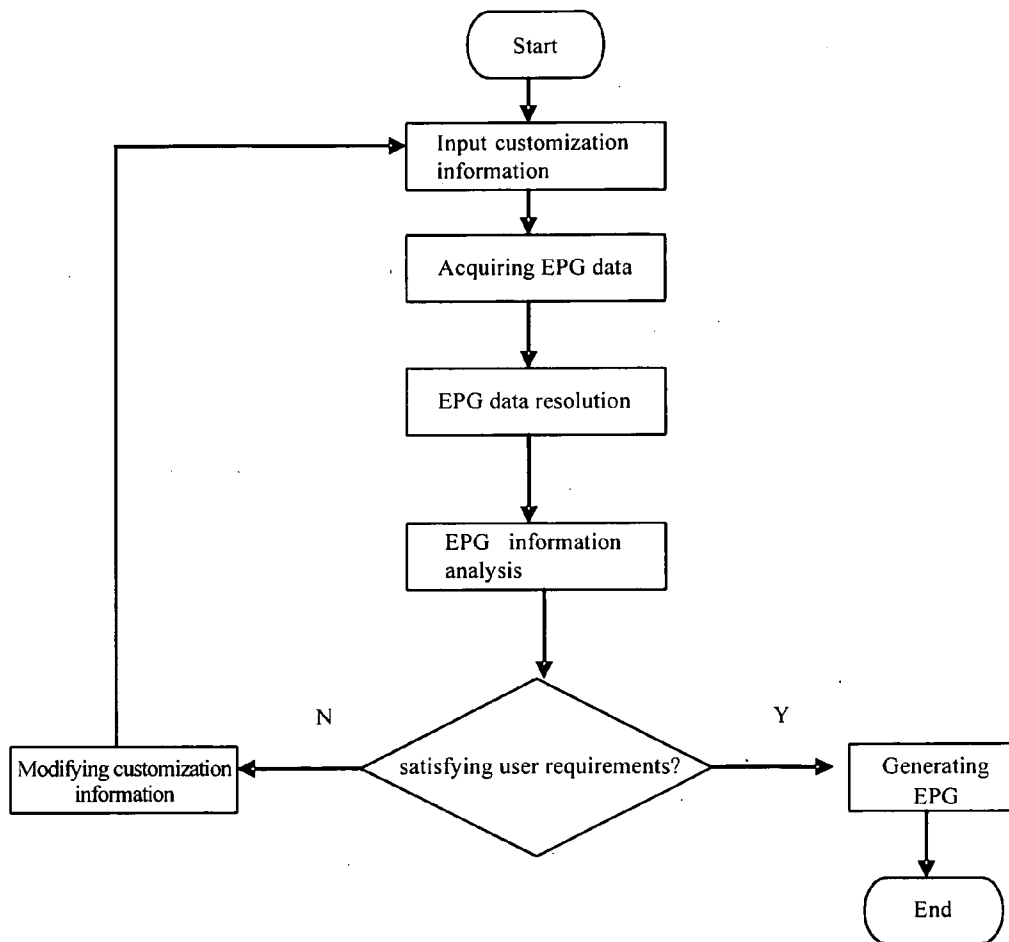 Start
Input customization
information
Acquiring EPG data
EPG data resolution
EPG information
analysis
N
Y
satisfying user requirements?
Modifying customization
information
Generating
EPG
End